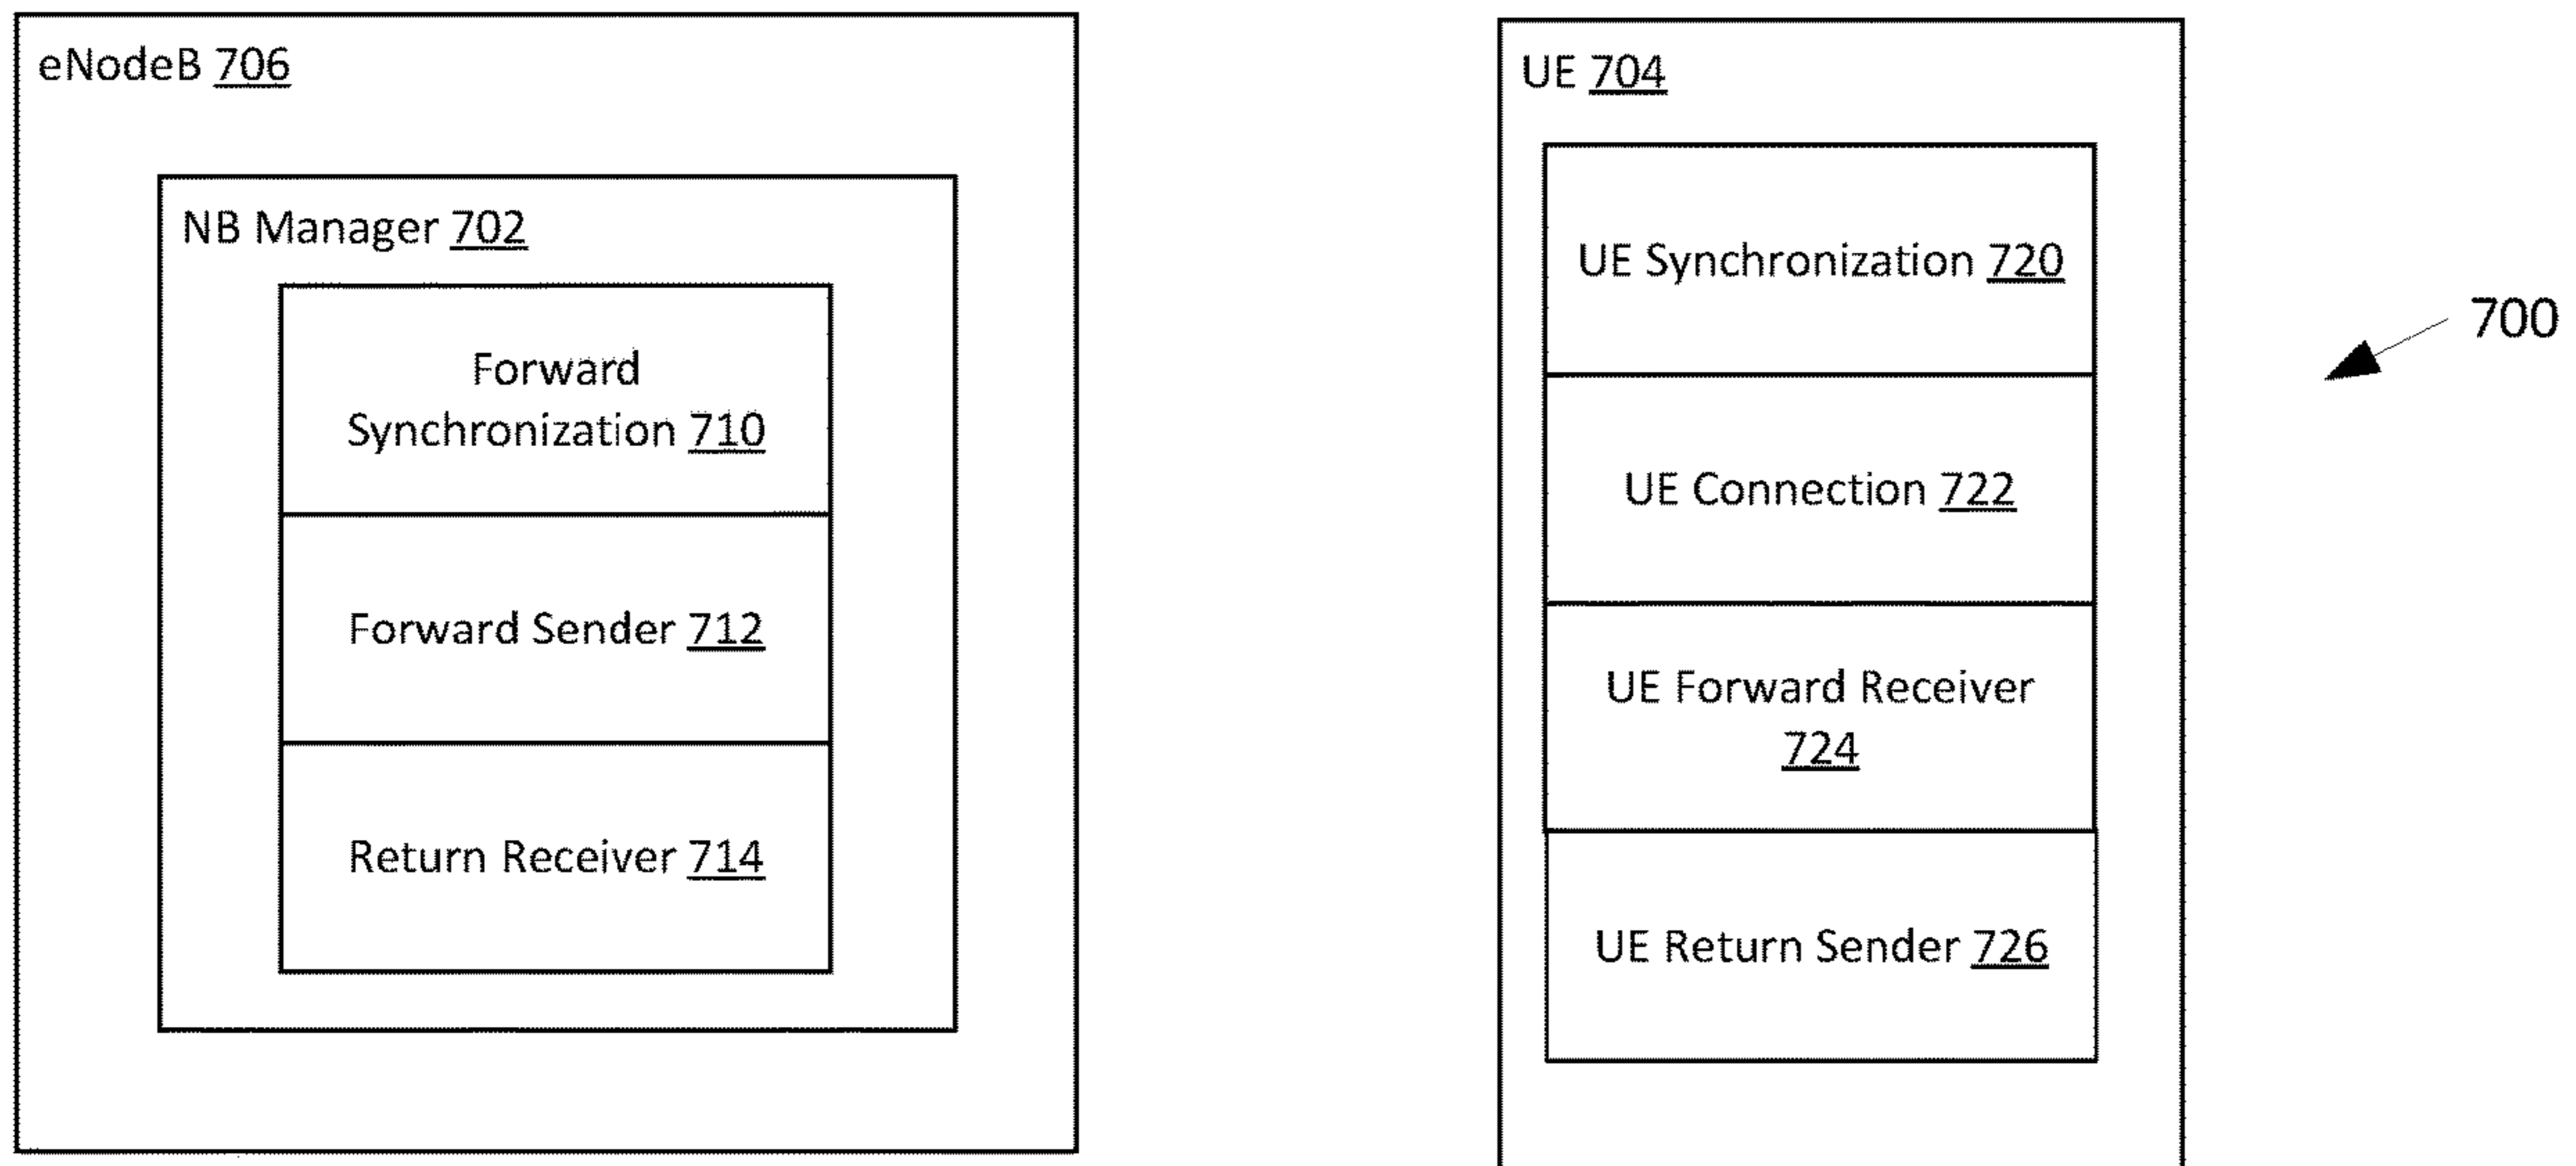 eNodeB 706
NB Manager 702
Forward
Synchronization 710
Forward Sender 712
Return Receiver 714
UE 704
UE Synchronization 720
UE Connection 722
UE Forward Receiver
724
UE Return Sender 726
700